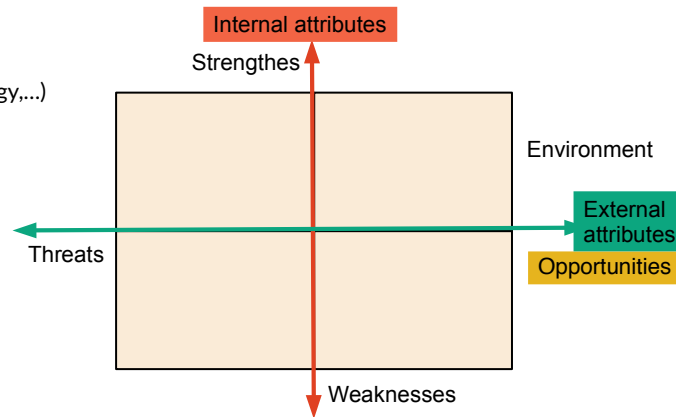 Internal attributes
Strengthes
gy,...)
Environment
External
attributes
Threats
Opportunities
Weaknesses